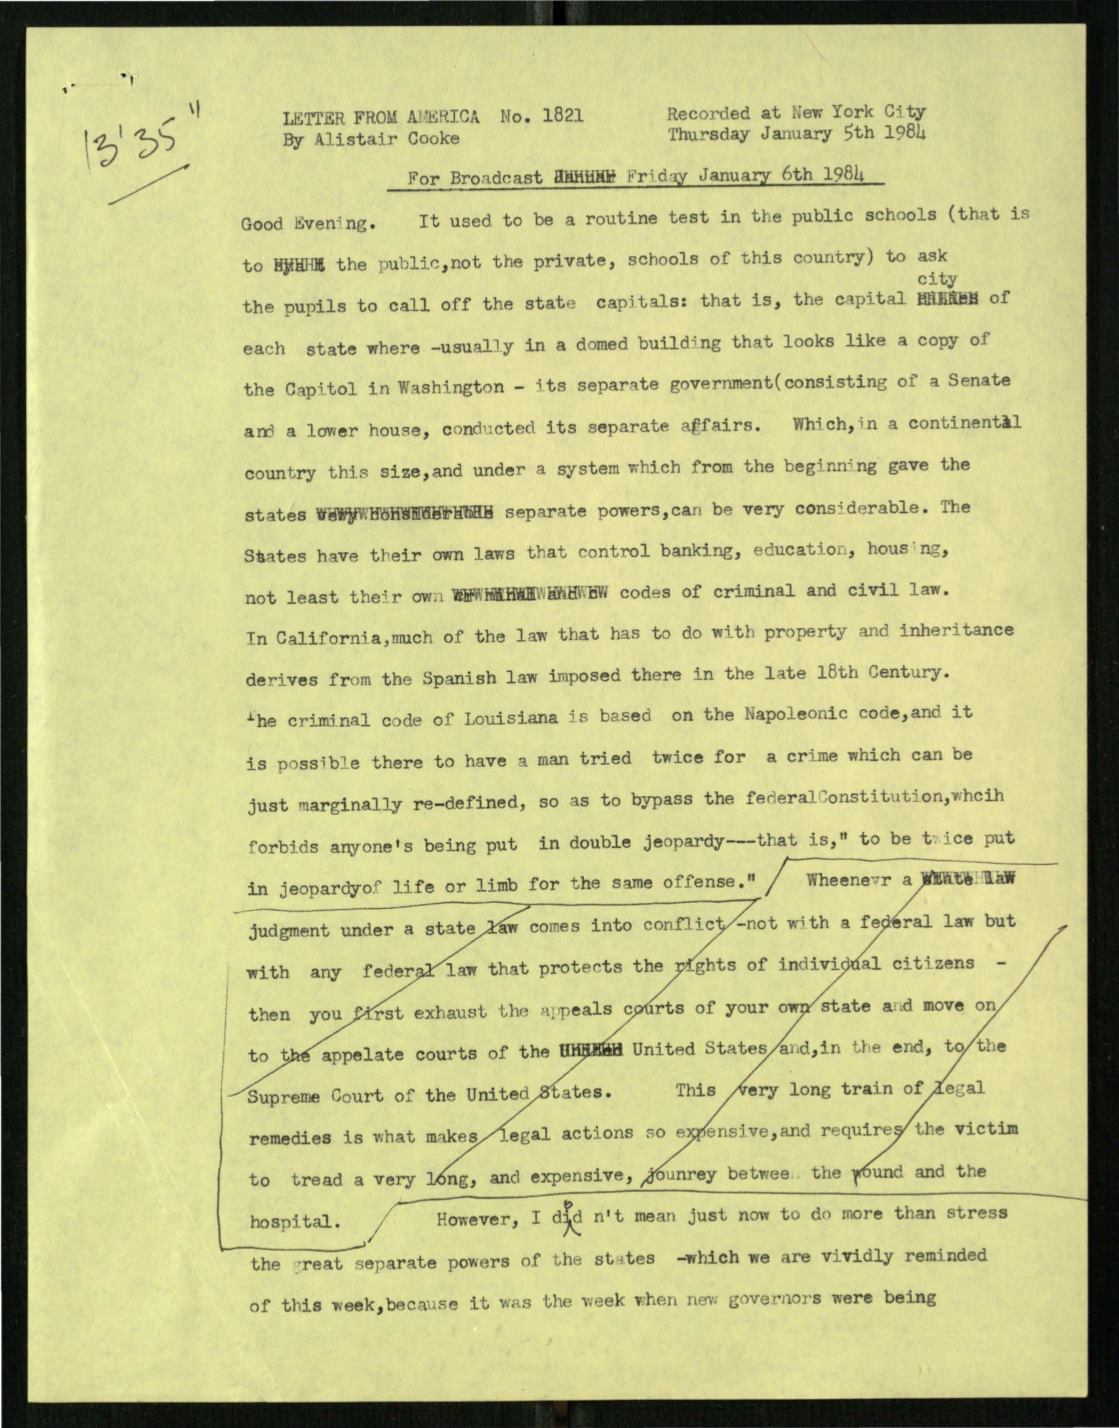 13'35"
LETTER FROM AMERICA No. 1821 Recorded at New York City
By Alistair Cooke Thursday January 5th 1984
For Broadcast Friday January 6th 1984
Good Evening. It used to be a routine test in the public schools (that is
to the public,not the private, schools of this country) to ask
city
the pupils to call off the state capitals: that is, the capital of
each state where -usually in a domed building that looks like a copy of
the Capitol in Washington - its separate government(consisting of a Senate
and a lower house, conducted its separate affairs. Which,in a continental
country this size,and under a system which from the beginning gave the
states very considerable separate powers,can be very considerable. The
States have their own laws that control banking, education, housing,
not least their own codes of criminal and civil law.
In California,much of the law that has to do with property and inheritance
derives from the Spanish law imposed there in the late 18th Century.
The criminal code of Louisiana is based on the Napoleonic code,and it
is possible there to have a man tried twice for a crime which can be
just marginally re-defined, so as to bypass the federalConstitution,whcih
forbids anyone's being put in double jeopardy---that is," to be twice put
in jeopardyof life or limb for the same offense." Wheenevr a state law
judgment under a state law comes into conflict -not with a federal law but
with any federal law that protects the rights of individual citizens -
then you first exhaust the appeals courts of your own state and move on
to the appelate courts of the United States and,in the end, to the
Supreme Court of the United States. This very long train of legal
remedies is what makes legal actions so expensive,and requires the victim
to tread a very long, and expensive, jounrey between the wound and the
hospital. However, I did n't mean just now to do more than stress
the great separate powers of the states -which we are vividly reminded
of this week,because it was the week when new governors were being